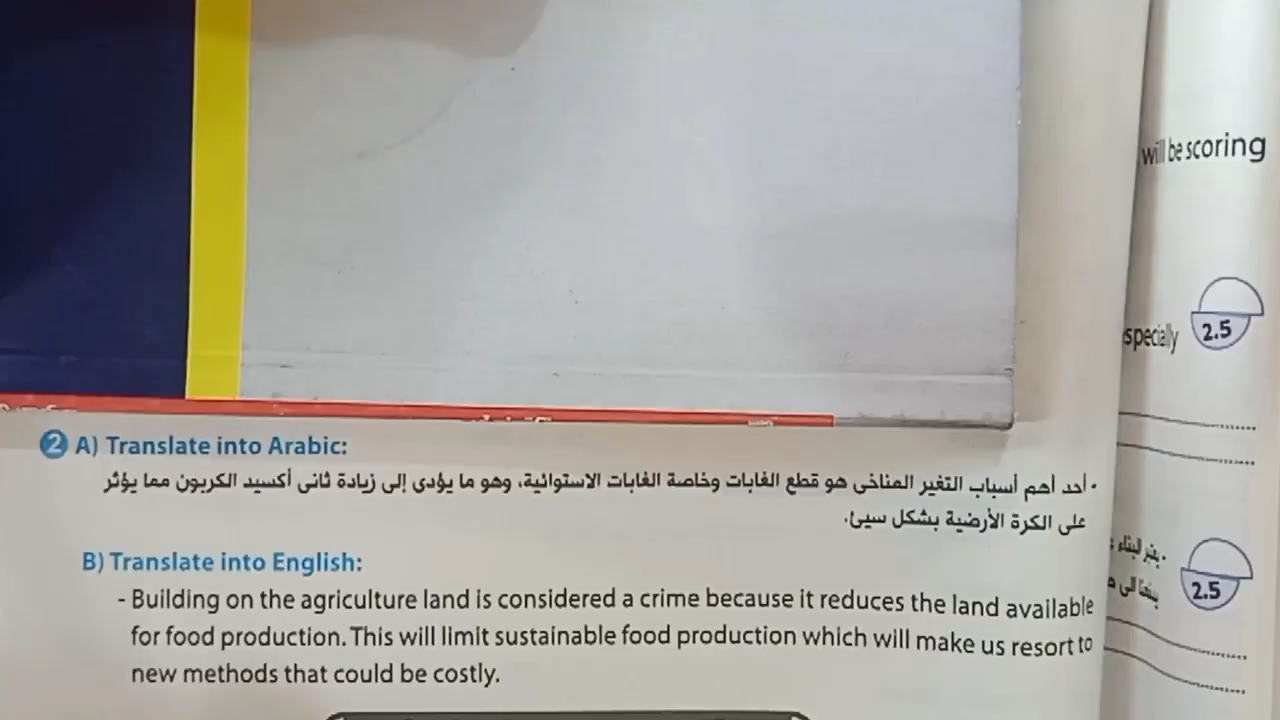 ❷ A) Translate into Arabic:
- أحد أهم أسباب التغير المناخى هو قطع الغابات وخاصة الغابات الاستوائية، وهو ما يؤدى إلى زيادة ثانى أكسيد الكربون مما يؤثر
على الكرة الأرضية بشكل سيئ.
B) Translate into English:
- Building on the agriculture land is considered a crime because it reduces the land available
for food production. This will limit sustainable food production which will make us resort to
new methods that could be costly.
will be scoring
specially
2.5
- يعتبر البناء
2.5